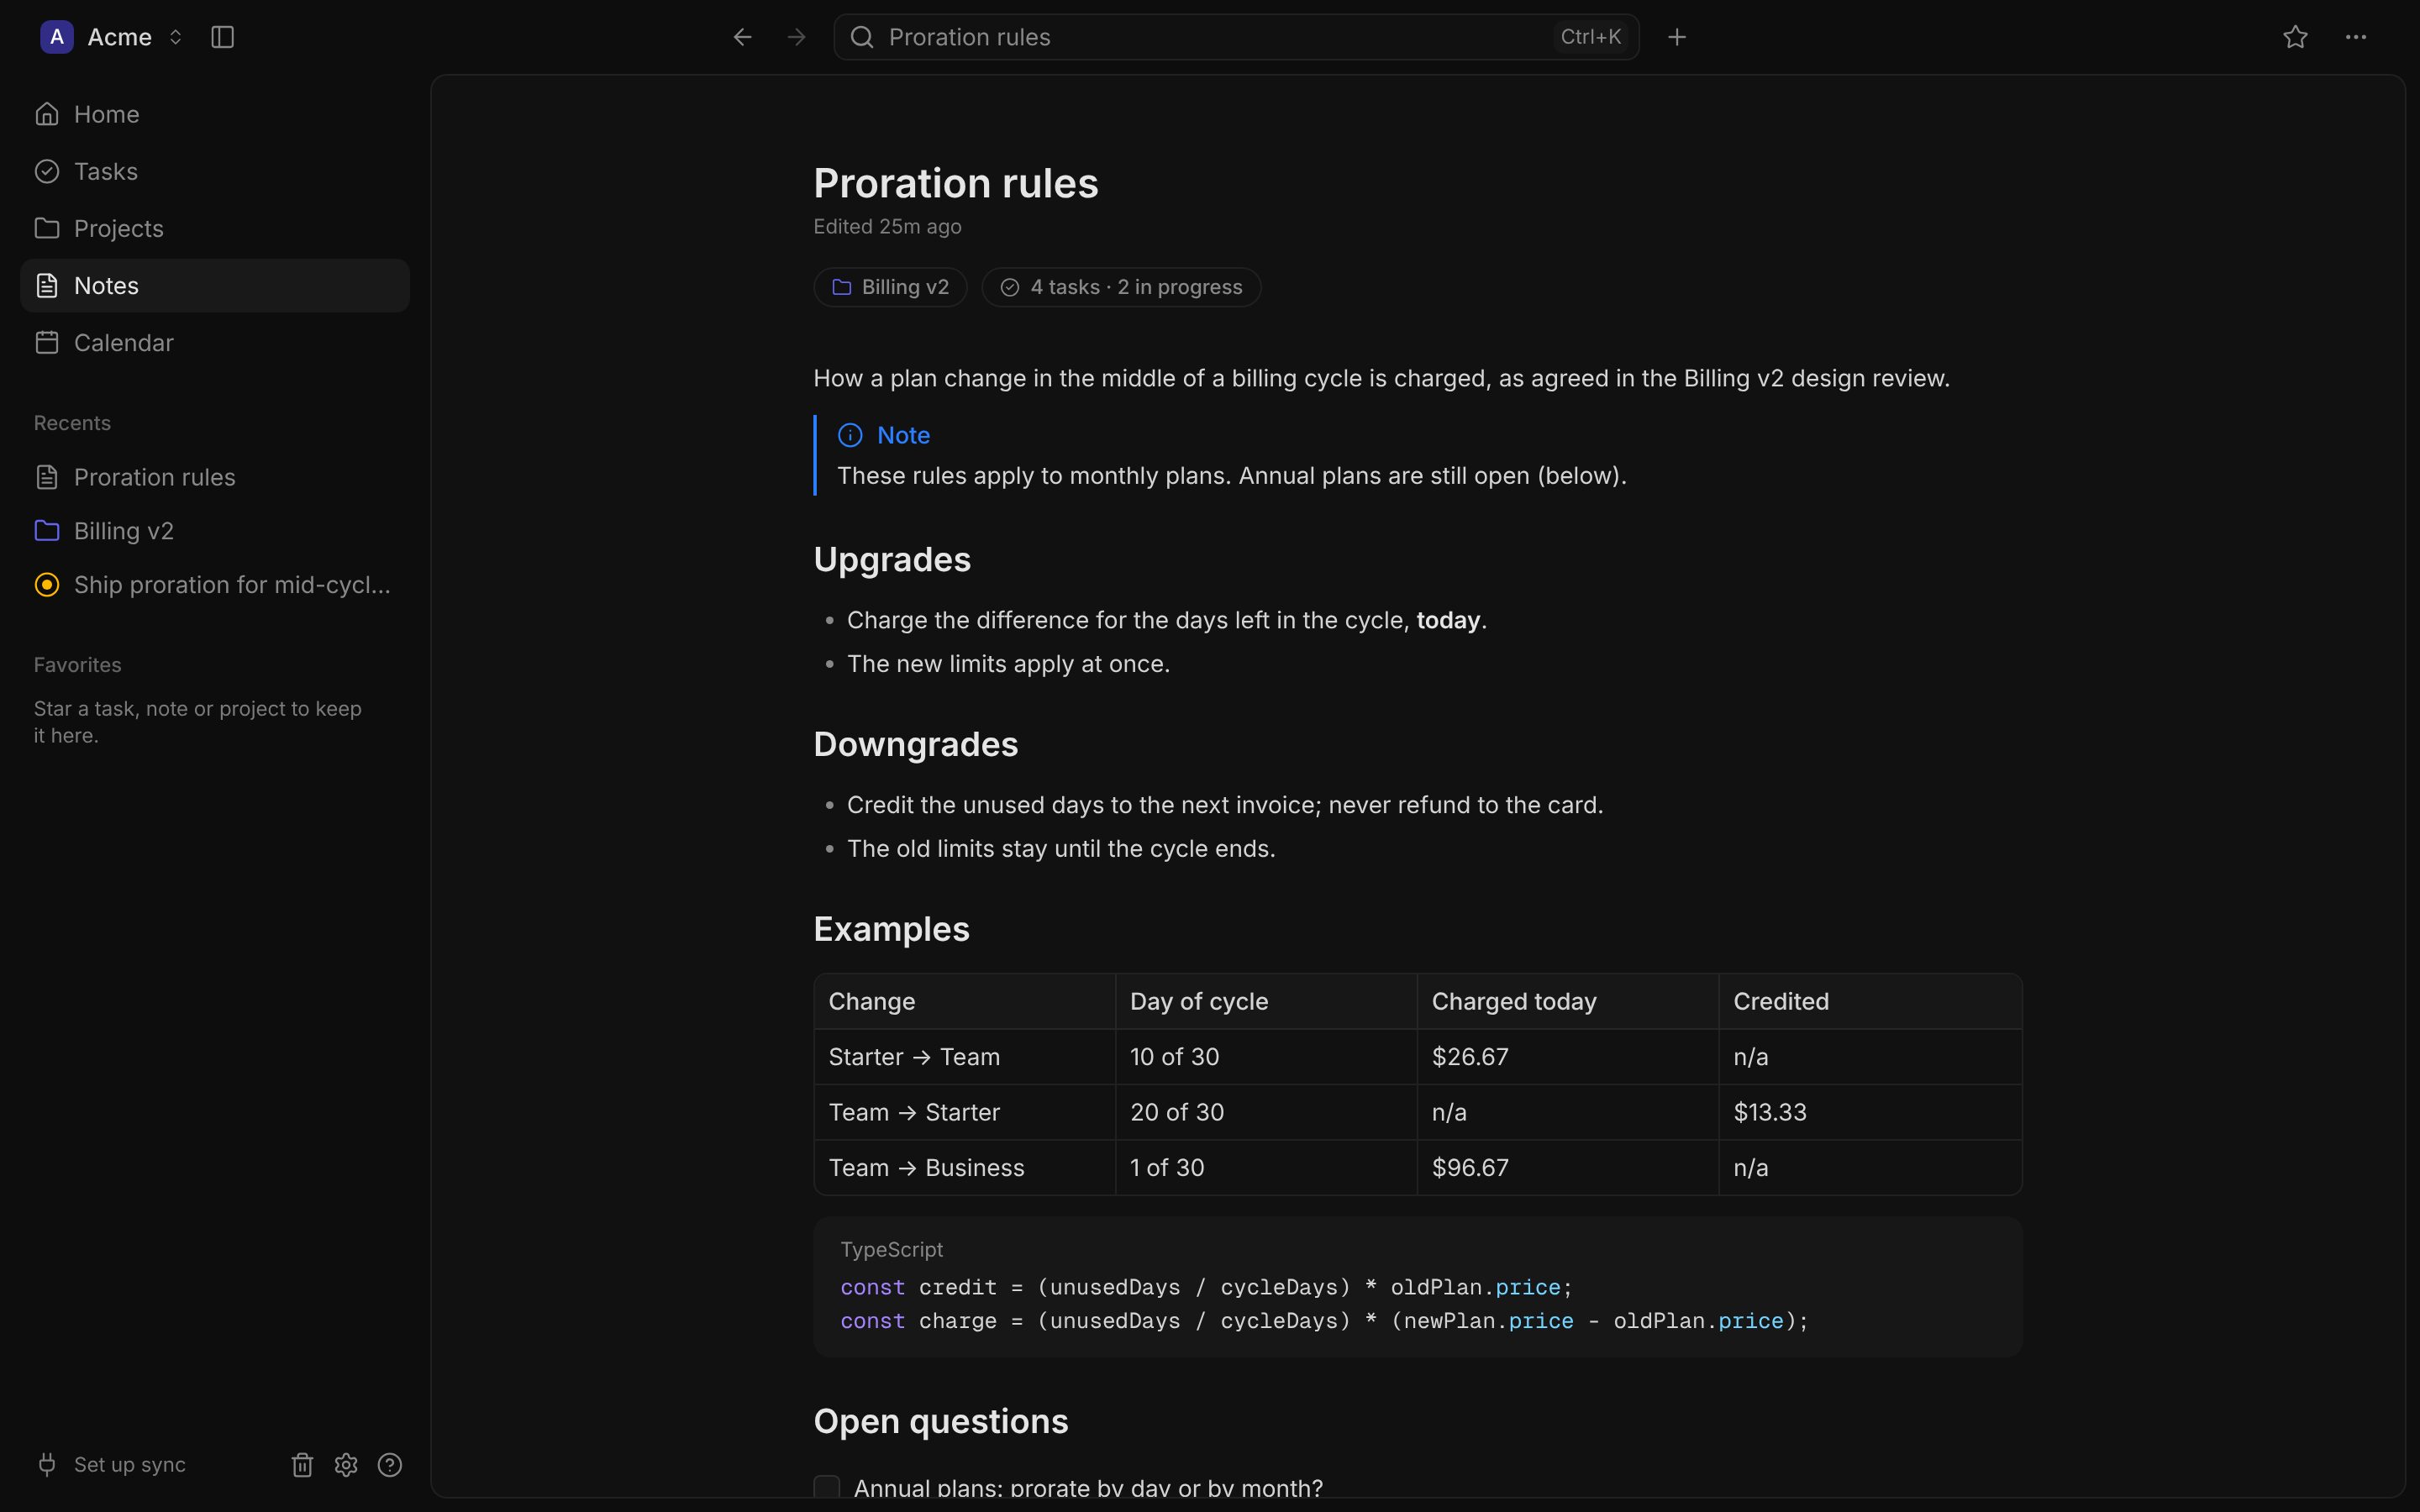 A Acme
Proration rules
Ctrl+K
Home
Tasks
Projects
Notes
Calendar
Recents
Proration rules
Billing v2
Ship proration for mid-cycl...
Favorites
Star a task, note or project to keep
it here.
Set up sync
Proration rules
Edited 25m ago
Billing v2
4 tasks · 2 in progress
How a plan change in the middle of a billing cycle is charged, as agreed in the Billing v2 design review.
Note
These rules apply to monthly plans. Annual plans are still open (below).
Upgrades
• Charge the difference for the days left in the cycle, today.
• The new limits apply at once.
Downgrades
• Credit the unused days to the next invoice; never refund to the card.
• The old limits stay until the cycle ends.
Examples
Change Day of cycle Charged today Credited
Starter → Team 10 of 30 $26.67 n/a
Team → Starter 20 of 30 n/a $13.33
Team → Business 1 of 30 $96.67 n/a
TypeScript
const credit = (unusedDays / cycleDays) * oldPlan.price;
const charge = (unusedDays / cycleDays) * (newPlan.price - oldPlan.price);
Open questions
Annual plans: prorate by day or by month?